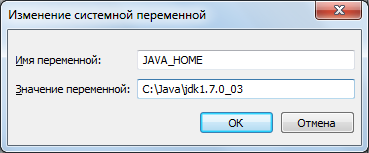 Изменение системной переменной
Имя переменной: JAVA_HOME
Значение переменной: C:\Java\jdk1.7.0_03
OK Отмена